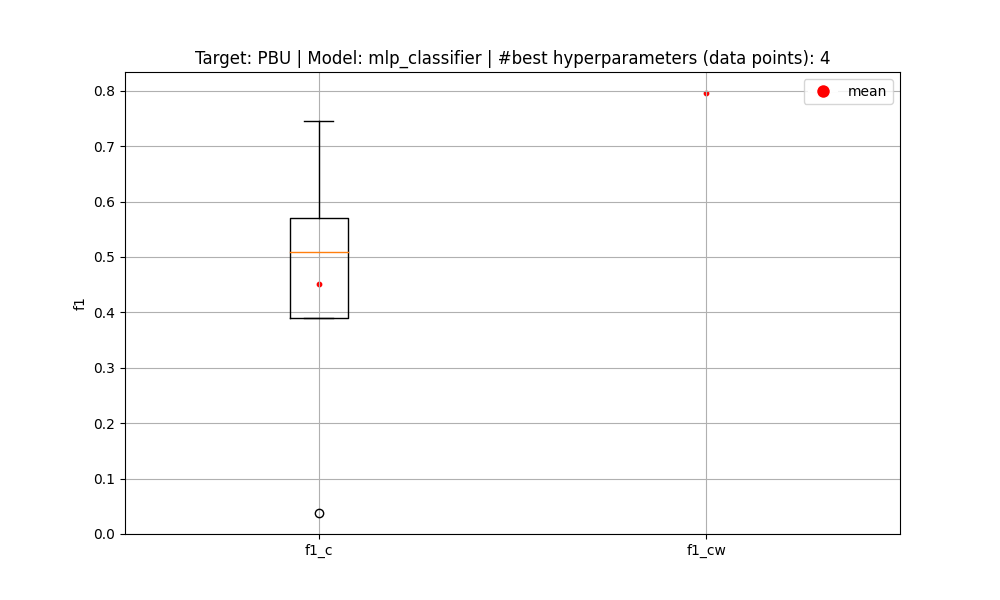 Target: PBU | Model: mlp_classifier | #best hyperparameters (data points): 4
mean
f1
0.8
0.7
0.6
0.5
0.4
0.3
0.2
0.1
0.0
f1_c
f1_cw